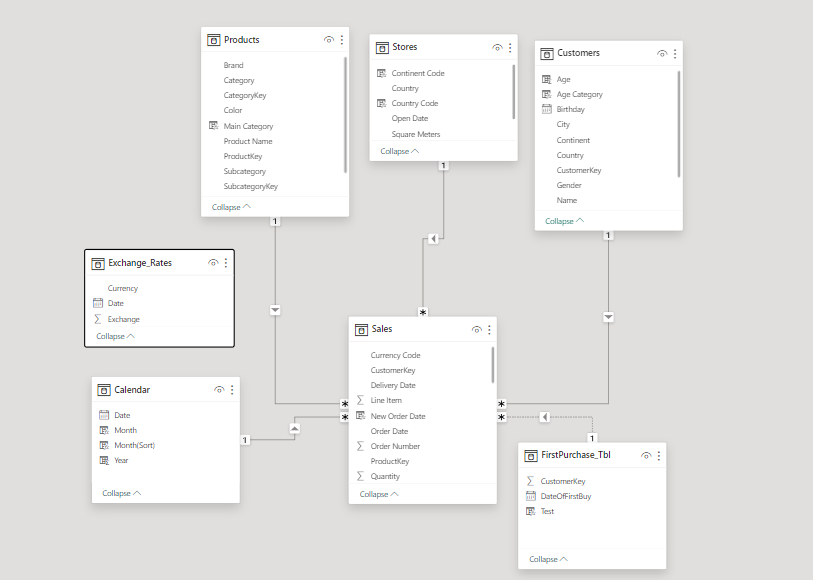 Products
Brand
Category
CategoryKey
Color
Main Category
Product Name
ProductKey
Subcategory
SubcategoryKey
Collapse
1
Stores
Continent Code
Country
Country Code
Open Date
Square Meters
Collapse
1
*
Customers
Age
Age Category
Birthday
City
Continent
Country
CustomerKey
Gender
Name
Collapse
1
Exchange_Rates
Currency
Date
Σ Exchange
Collapse
Calendar
Date
Month
Month(Sort)
Year
Collapse
1
*
*
Sales
Currency Code
CustomerKey
Delivery Date
Σ Line Item
New Order Date
Order Date
Σ Order Number
ProductKey
Σ Quantity
Collapse
*
*
1
FirstPurchase_Tbl
Σ CustomerKey
DateOfFirstBuy
Test
Collapse